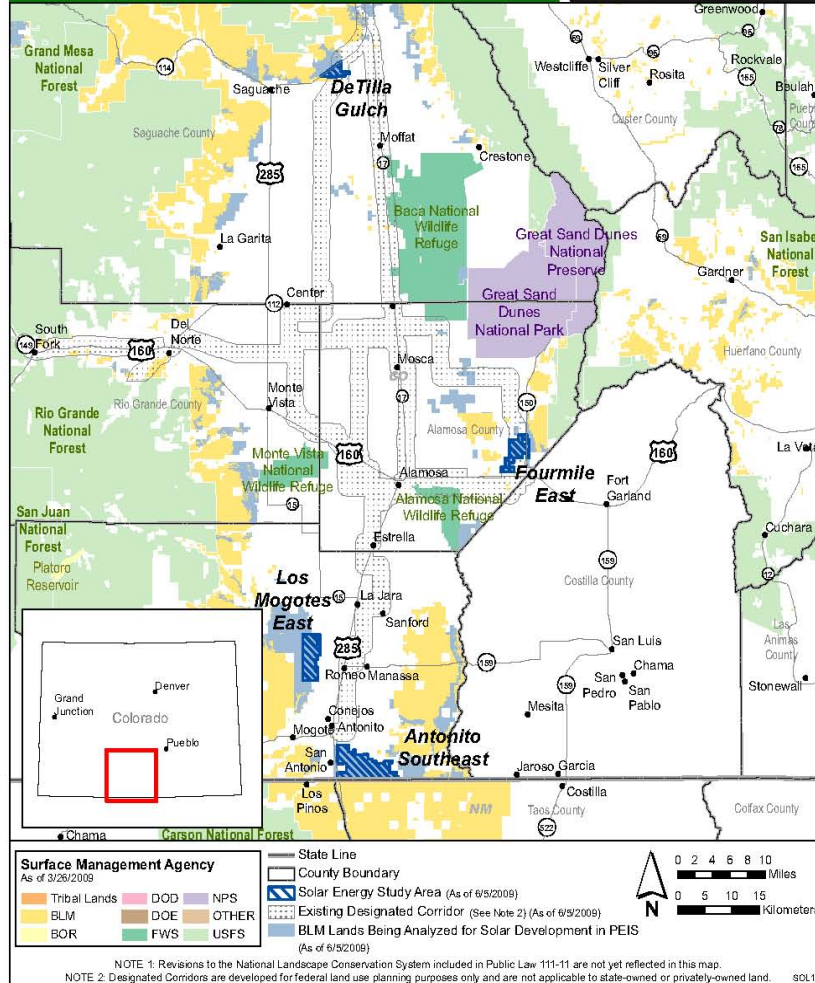 Greenwood
69
96
96
Grand Mesa
National
Forest
114
Westcliffe
Silver
Cliff
Rosita
Rockvale
165
Saguache
DeTilla
Gulch
Beulah
Custer County
78
Saguache County
Moffat
17
Crestone
165
285
Baca National
Wildlife
Refuge
La Garita
Great Sand Dunes
National
Preserve
69
San Isabel
National
Forest
Gardner
112
Center
Great Sand
Dunes
National Park
South
Fork
149
Del
Norte
160
Huerfano County
Mosca
Rio Grande County
Monte
Vista
17
150
Rio Grande
National
Forest
Alamosa County
160
160
La Veta
Monte Vista
National
Wildlife Refuge
Alamosa
Fourmile
East
Fort
Garland
15
Alamosa National
Wildlife Refuge
San Juan
National
Forest
Estrella
Cuchara
Platoro
Reservoir
159
12
Los
Mogotes
East
15
La Jara
Costilla County
Sanford
Las
Animas
County
285
San Luis
Romeo
Manassa
159
Chama
San
Pedro
San
Pablo
159
Stonewall
Denver
Grand
Junction
Colorado
Pueblo
Mesita
Conejos
Antonito
Mogote
Antonito
Southeast
San
Antonio
Jaroso
Garcia
Los
Pinos
Costilla
NM
Taos County
Colfax County
Chama
Carson National Forest
522
Surface Management Agency
As of 3/26/2009
Tribal Lands
DOD
NPS
BLM
DOE
OTHER
BOR
FWS
USFS
State Line
County Boundary
Solar Energy Study Area (As of 6/5/2009)
Existing Designated Corridor (See Note 2) (As of 6/5/2009)
BLM Lands Being Analyzed for Solar Development in PEIS
(As of 6/5/2009)
N
0 2 4 6 8 10
Miles
0 5 10 15
Kilometers
NOTE 1: Revisions to the National Landscape Conservation System included in Public Law 111-11 are not yet reflected in this map.
NOTE 2: Designated Corridors are developed for federal land use planning purposes only and are not applicable to state-owned or privately-owned land.
SOL1